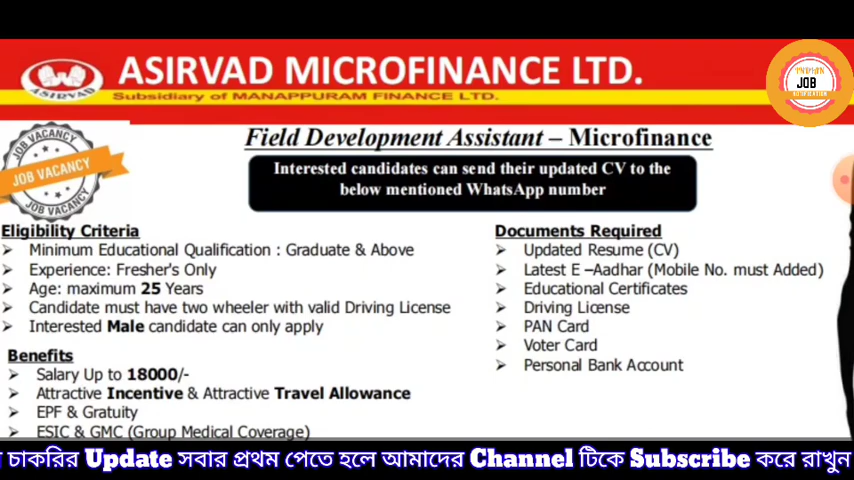 ASIRVAD MICROFINANCE LTD.
Subsidiary of MANAPPURAM FINANCE LTD.
ASIRVAD
INDIAN
JOB
NOTIFICATION
JOB VACANCY
JOB VACANCY
JOB VACANCY
Field Development Assistant – Microfinance
Interested candidates can send their updated CV to the
below mentioned WhatsApp number
Eligibility Criteria
➢ Minimum Educational Qualification : Graduate & Above
➢ Experience: Fresher's Only
➢ Age: maximum 25 Years
➢ Candidate must have two wheeler with valid Driving License
➢ Interested Male candidate can only apply
Benefits
➢ Salary Up to 18000/-
➢ Attractive Incentive & Attractive Travel Allowance
➢ EPF & Gratuity
➢ ESIC & GMC (Group Medical Coverage)
Documents Required
➢ Updated Resume (CV)
➢ Latest E –Aadhar (Mobile No. must Added)
➢ Educational Certificates
➢ Driving License
➢ PAN Card
➢ Voter Card
➢ Personal Bank Account
চাকরির Update সবার প্রথম পেতে হলে আমাদের Channel টিকে Subscribe করে রাখুন